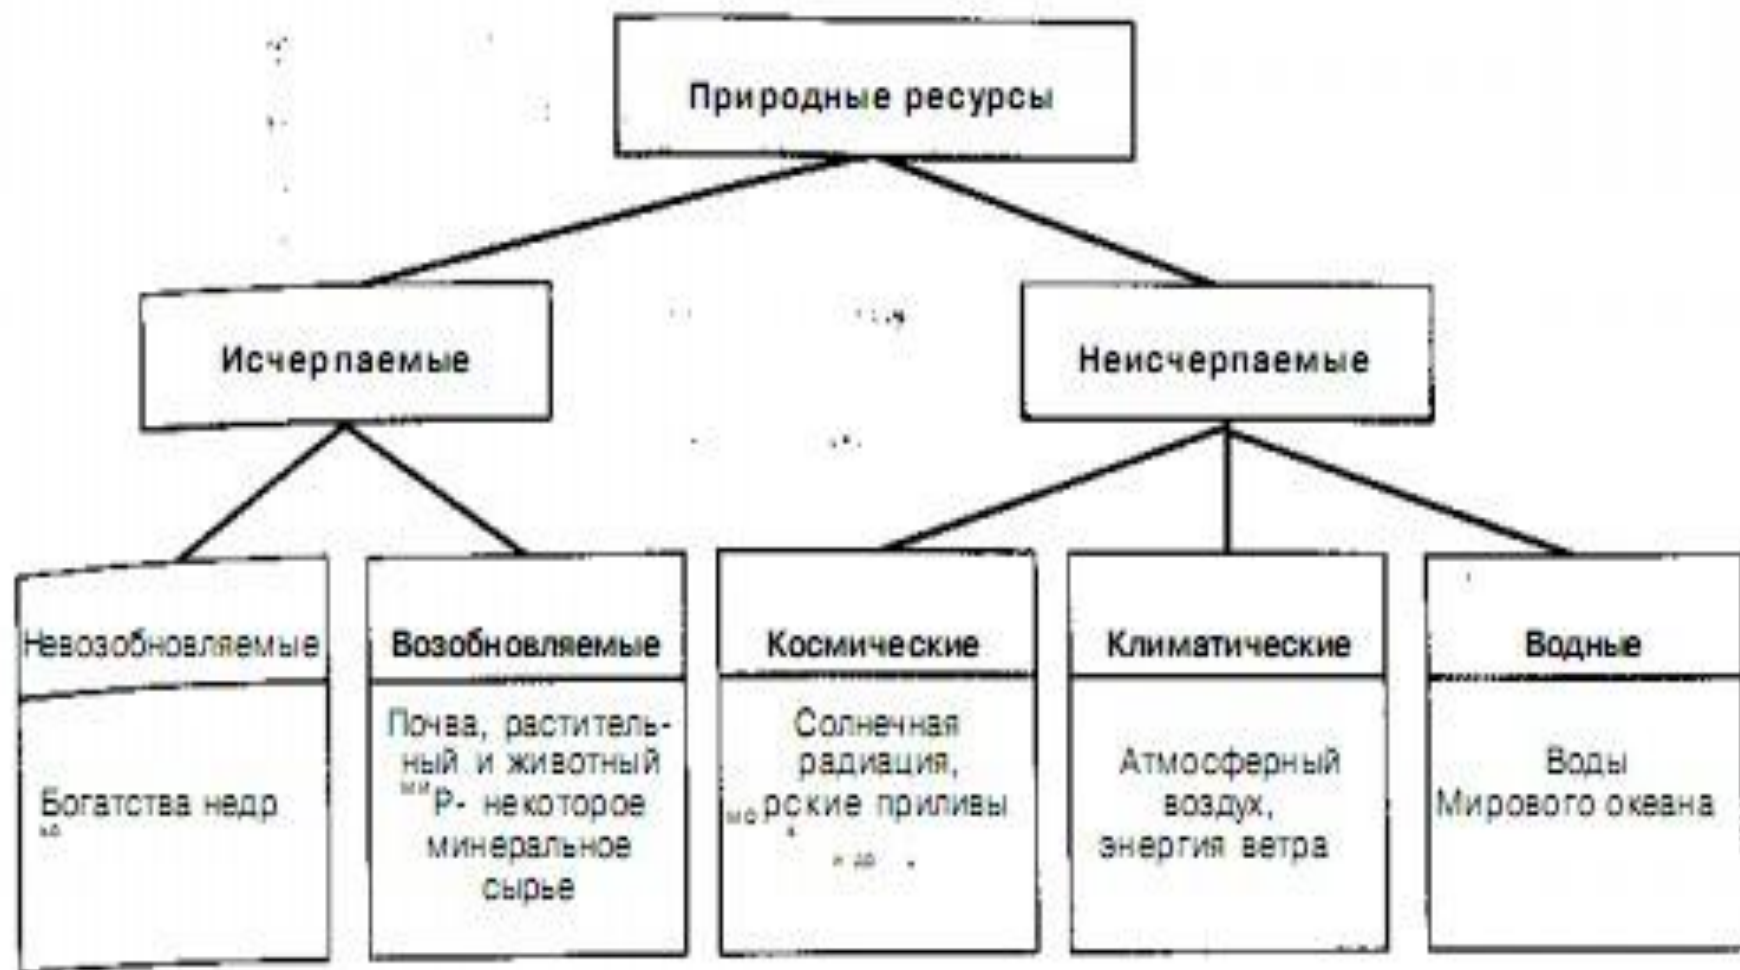 Природные ресурсы
Исчерпаемые
Неисчерпаемые
Невозобновляемые
Богатства недр
Возобновляемые
Почва, раститель-
ный и животный
некоторое
минеральное
сырье
Космические
Солнечная
радиация,
рские приливы
Климатические
Атмосферный
воздух,
энергия ветра
Водные
Воды
Мирового океана